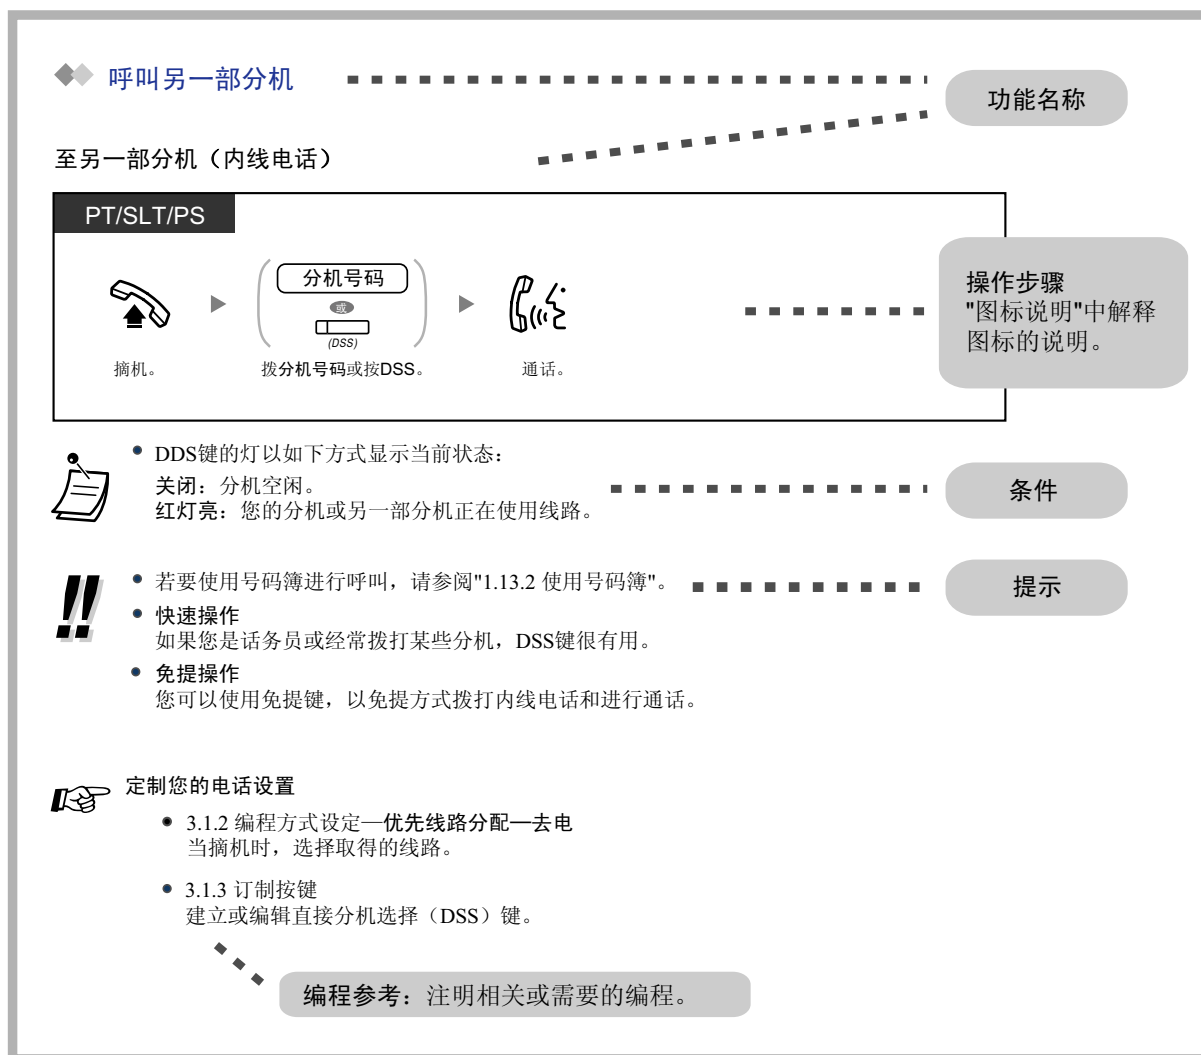 呼叫另一部分机
功能名称
至另一部分机（内线电话）
PT/SLT/PS
分机号码
或
(DSS)
摘机。
拨分机号码或按DSS。
通话。
操作步骤
"图标说明"中解释
图标的说明。
• DDS键的灯以如下方式显示当前状态：
关闭：分机空闲。
红灯亮：您的分机或另一部分机正在使用线路。
条件
• 若要使用号码簿进行呼叫，请参阅"1.13.2 使用号码簿"。
提示
• 快速操作
如果您是话务员或经常拨打某些分机，DSS键很有用。
• 免提操作
您可以使用免提键，以免提方式拨打内线电话和进行通话。
定制您的电话设置
• 3.1.2 编程方式设定—优先线路分配—去电
当摘机时，选择取得的线路。
• 3.1.3 订制按键
建立或编辑直接分机选择（DSS）键。
编程参考：注明相关或需要的编程。